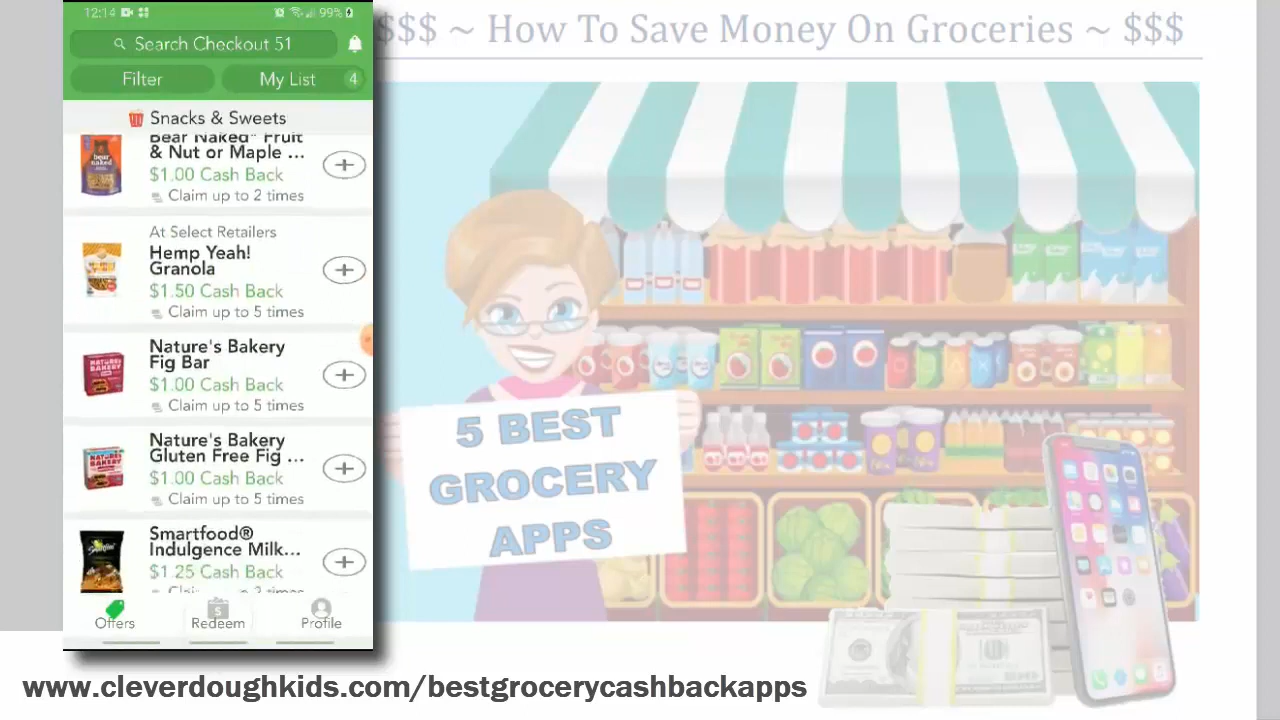 12:14
99%
$$$ ~ How To Save Money On Groceries ~ $$$
Search Checkout 51
Filter
My List 4
Snacks & Sweets
Bear Naked® Fruit
& Nut or Maple ...
$1.00 Cash Back
Claim up to 2 times
At Select Retailers
Hemp Yeah!
Granola
$1.50 Cash Back
Claim up to 5 times
Nature's Bakery
Fig Bar
$1.00 Cash Back
Claim up to 5 times
Nature's Bakery
Gluten Free Fig ...
$1.00 Cash Back
Claim up to 5 times
Smartfood®
Indulgence Milk...
$1.25 Cash Back
Offers
Redeem
Profile
5 BEST
GROCERY
APPS
www.cleverdoughkids.com/bestgrocerycashbackapps